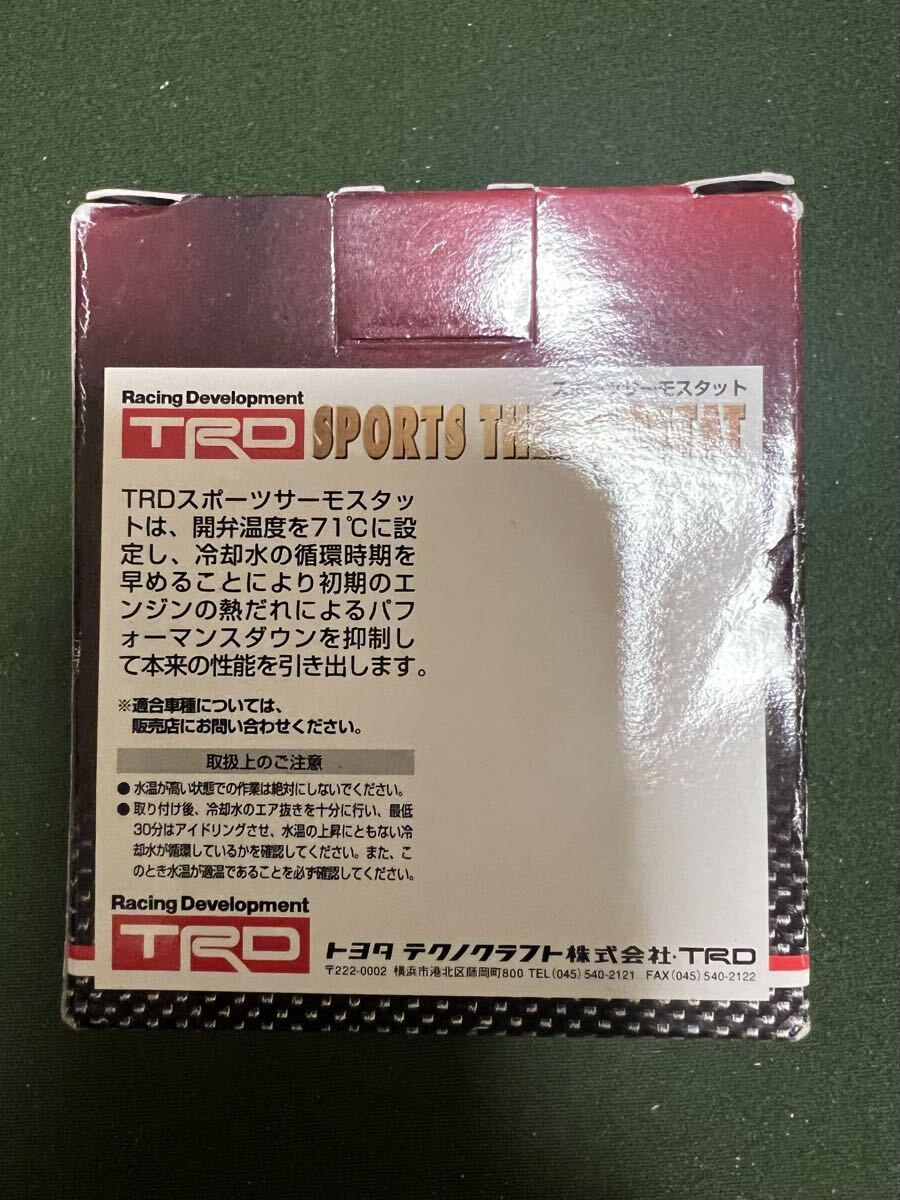 スポーツサーモスタット
Racing Development
TRD SPORTS THERMOSTAT
TRDスポーツサーモスタッ
トは、開弁温度を71℃に設
定し、冷却水の循環時期を
早めることにより初期のエ
ンジンの熱だれによるパフ
ォーマンスダウンを抑制し
て本来の性能を引き出します。
※適合車種については、
販売店にお問い合わせください。
取扱上のご注意
●水温が高い状態での作業は絶対にしないでください。
●取り付け後、冷却水のエア抜きを十分に行い、最低
30分はアイドリングさせ、水温の上昇にともない冷
却水が循環しているかを確認してください。また、こ
のとき水温が適温であることを必ず確認してください。
Racing Development
TRD
トヨタ テクノクラフト株式会社・TRD
〒222-0002 横浜市港北区師岡町800 TEL(045)540-2121 FAX(045)540-2122